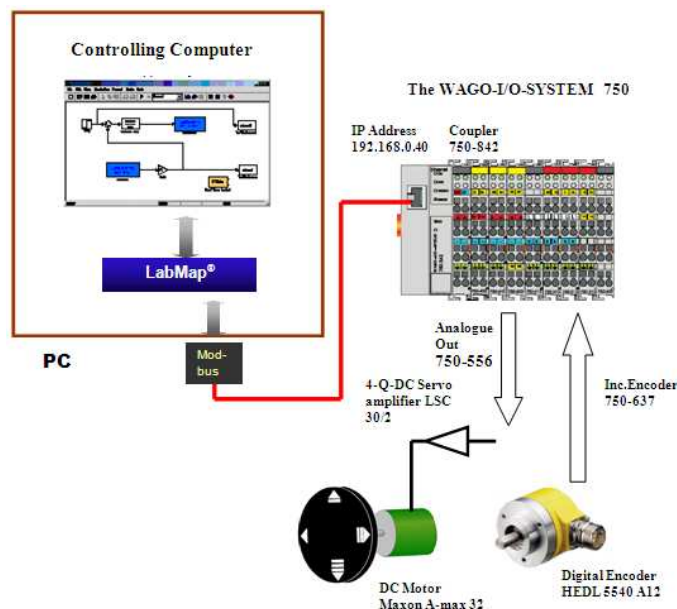 Controlling Computer
The WAGO-I/O-SYSTEM 750
IP Address
192.168.0.40
Coupler
750-842
LabMap®
PC
Mod-
bus
Analogue
Out
750-556
4-Q-DC Servo
amplifier LSC
30/2
Inc.Encoder
750-637
DC Motor
Maxon A-max 32
Digital Encoder
HEDL 5540 A12